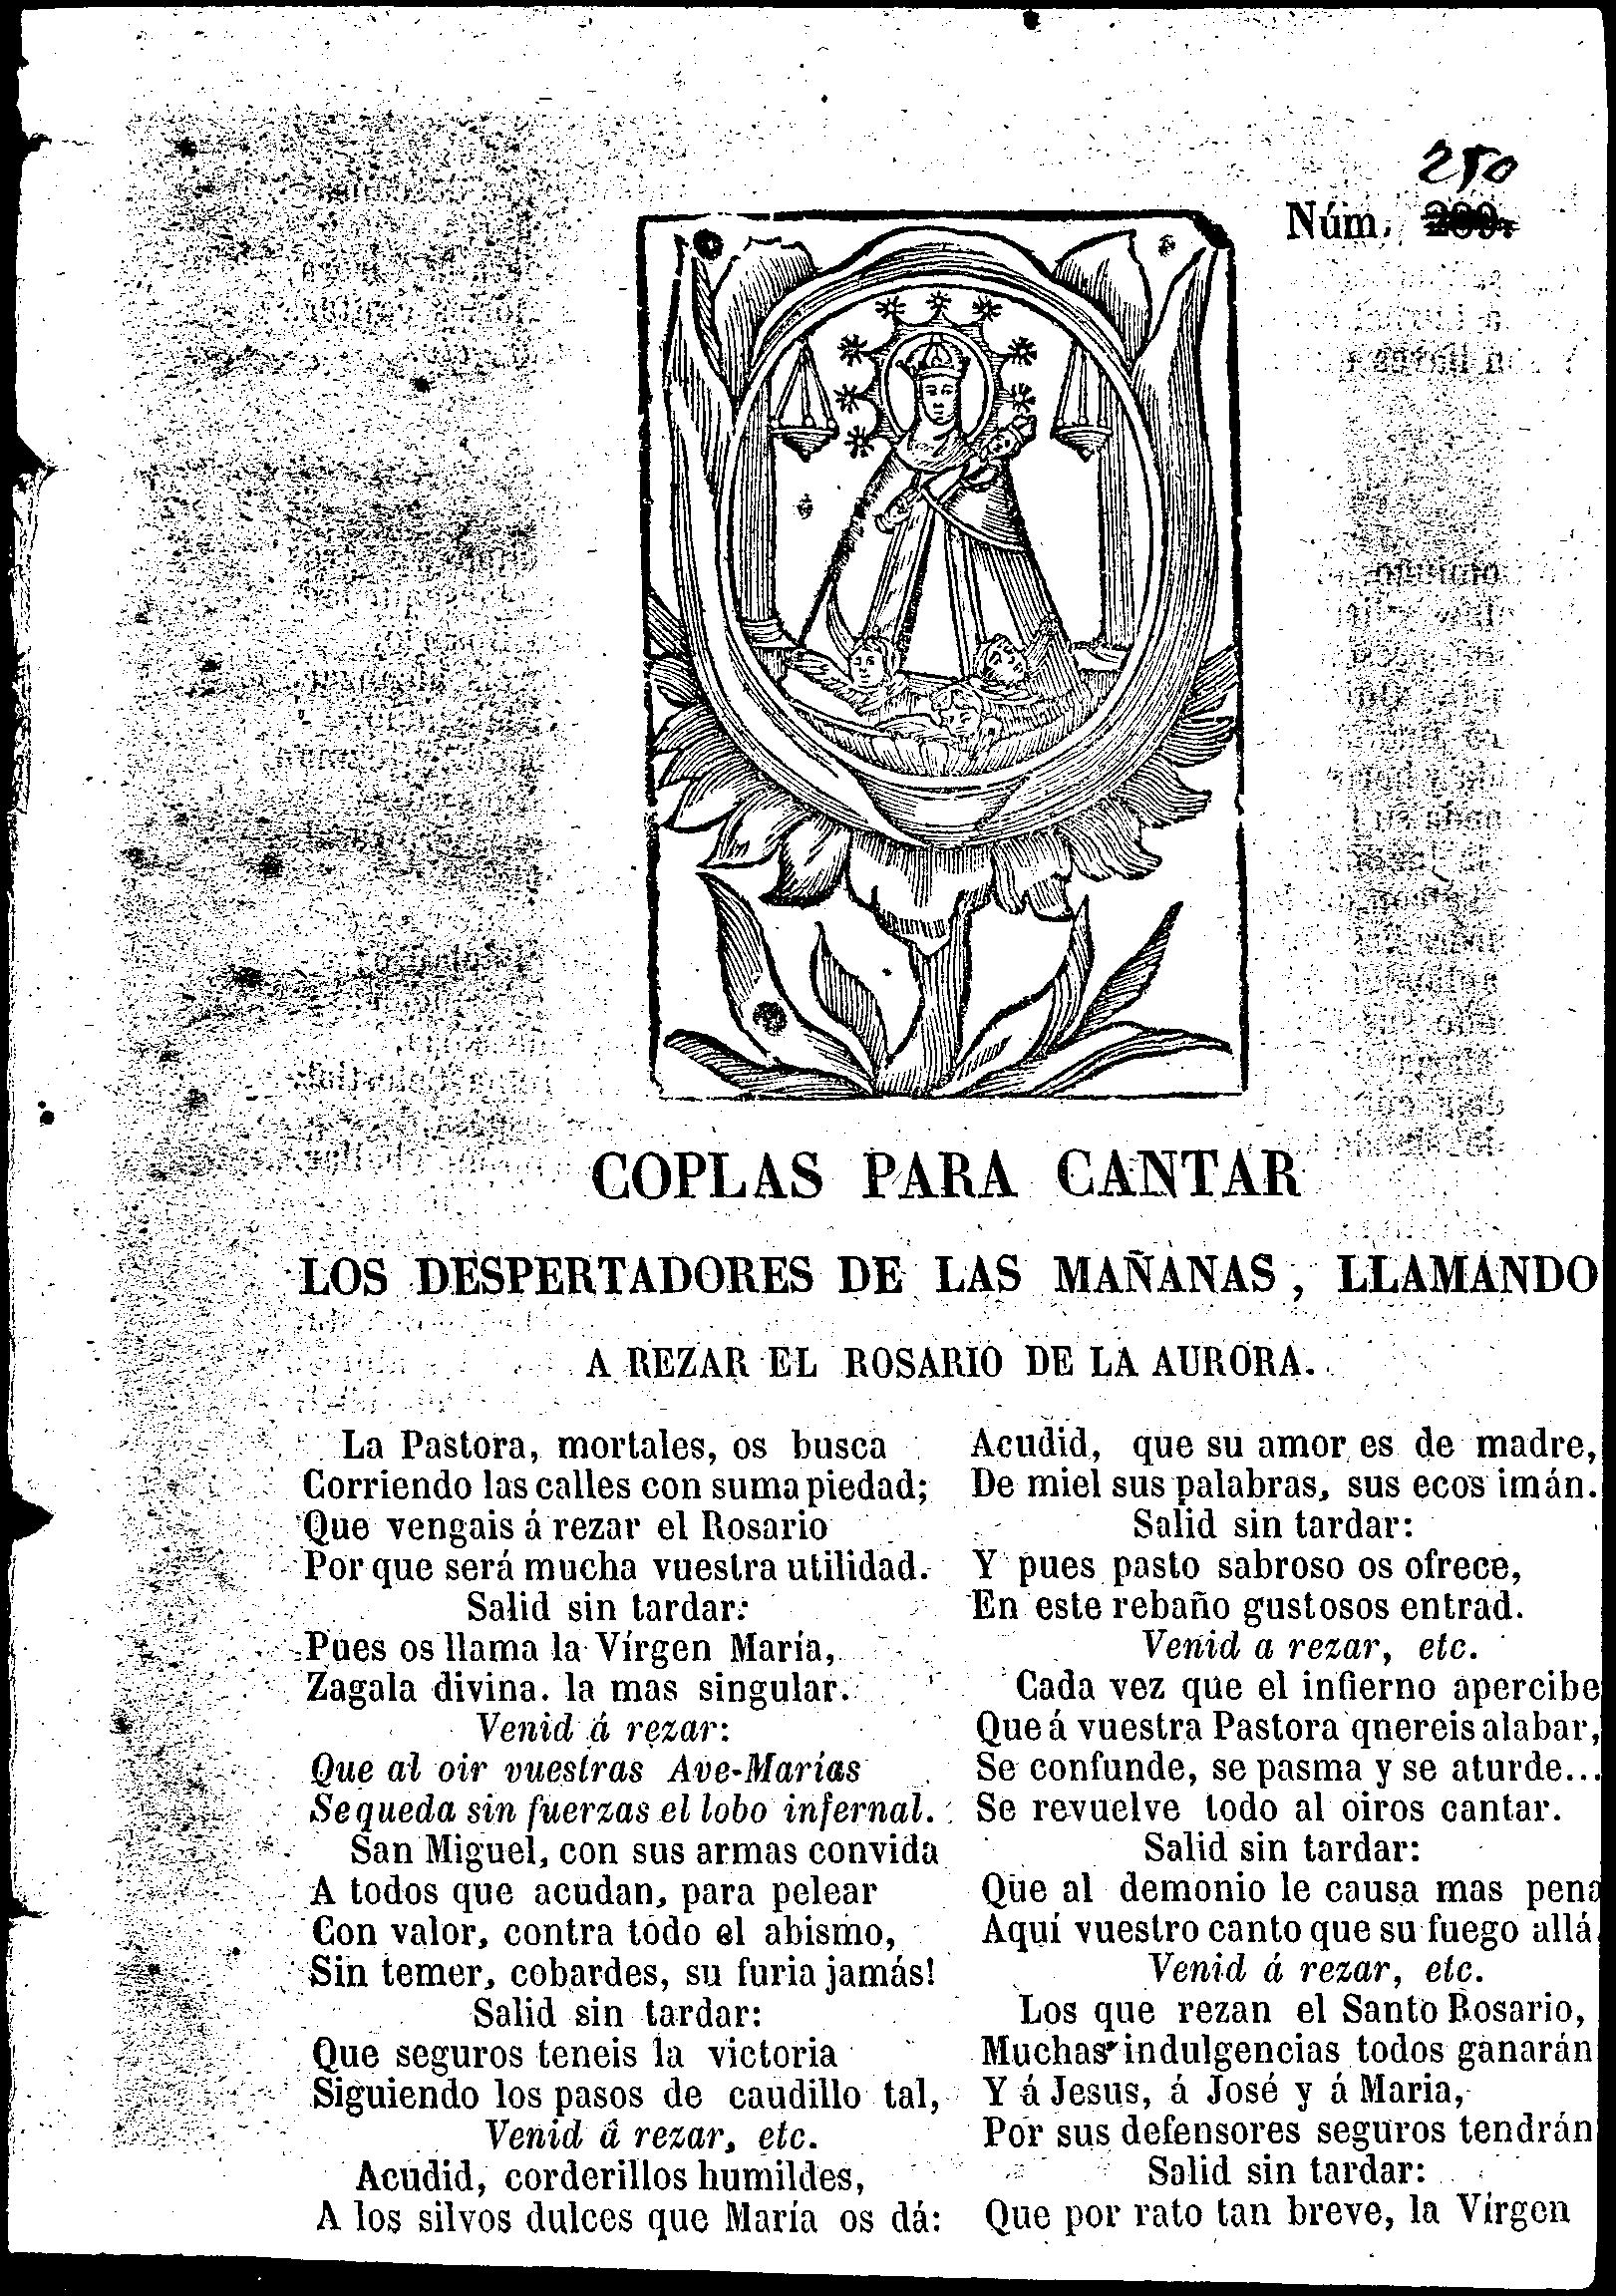 250
Núm. 289.
COPLAS PARA CANTAR
LOS DESPERTADORES DE LAS MAÑANAS, LLAMANDO
A REZAR EL ROSARIO DE LA AURORA.
La Pastora, mortales, os busca
Corriendo las calles con suma piedad;
Que vengais á rezar el Rosario
Por que será mucha vuestra utilidad.
Salid sin tardar:
Pues os llama la Vírgen María,
Zagala divina. la mas singular.
Venid á rezar:
Que al oir vuestras Ave-Marías
Se queda sin fuerzas el lobo infernal.
San Miguel, con sus armas convida
A todos que acudan, para pelear
Con valor, contra todo el abismo,
Sin temer, cobardes, su furia jamás!
Salid sin tardar:
Que seguros teneis la victoria
Siguiendo los pasos de caudillo tal,
Venid á rezar, etc.
Acudid, corderillos humildes,
A los silvos dulces que María os dá:
Acudid, que su amor es de madre,
De miel sus palabras, sus ecos imán.
Salid sin tardar:
Y pues pasto sabroso os ofrece,
En este rebaño gustosos entrad.
Venid a rezar, etc.
Cada vez que el infierno apercibe
Que á vuestra Pastora qnereis alabar,
Se confunde, se pasma y se aturde...
Se revuelve todo al oiros cantar.
Salid sin tardar:
Que al demonio le causa mas pena
Aquí vuestro canto que su fuego allá.
Venid á rezar, etc.
Los que rezan el Santo Rosario,
Muchas indulgencias todos ganarán
Y á Jesus, á José y á Maria,
Por sus defensores seguros tendrán
Salid sin tardar:
Que por rato tan breve, la Vírgen